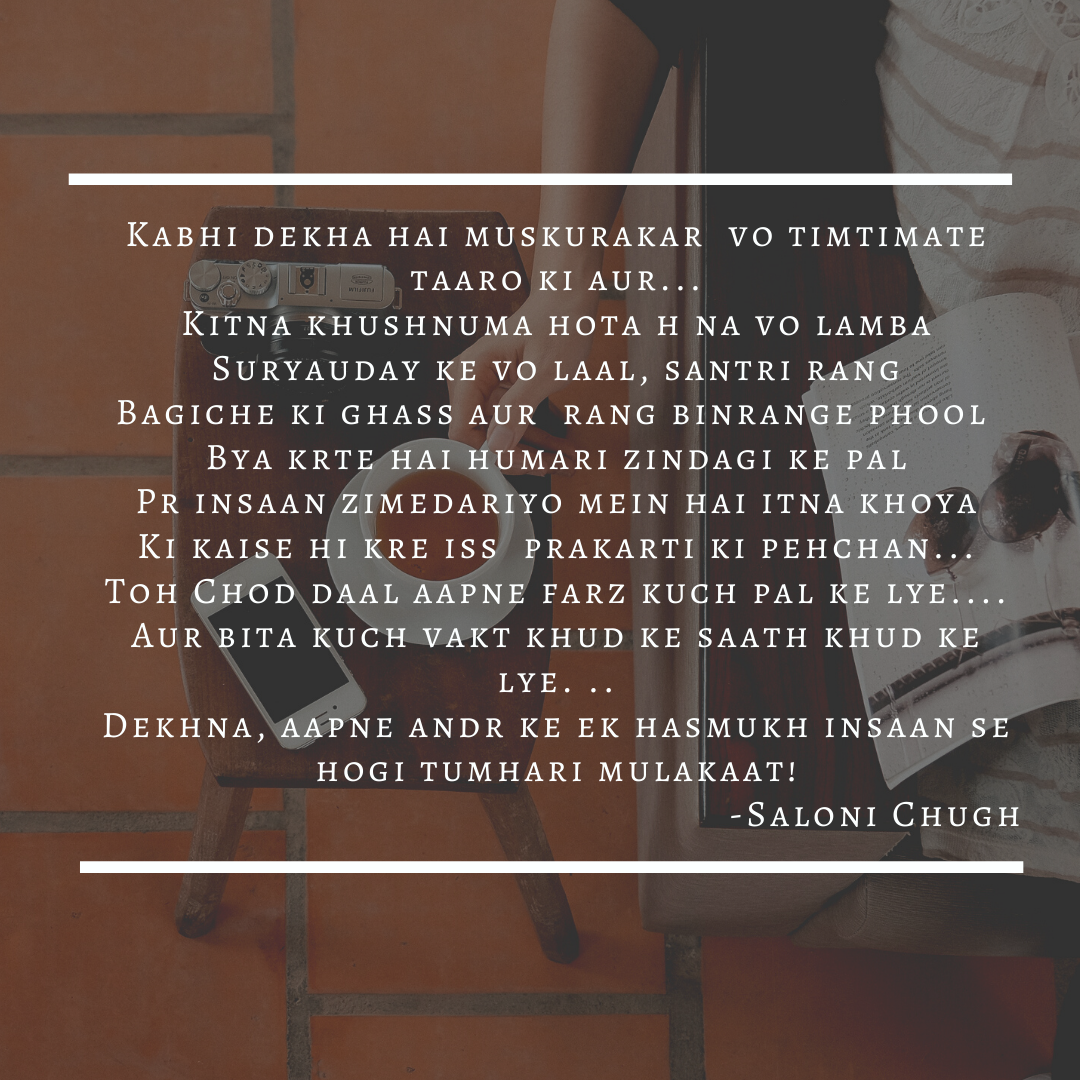 Kabhi dekha hai muskurakar vo timtimate
taaro ki aur...
Kitna khushnuma hota h na vo lamba
Suryauday ke vo laal, santri rang
Bagiche ki ghass aur rang binrange phool
Bya krte hai humari zindagi ke pal
Pr insaan zimedariyo mein hai itna khoya
Ki kaise hi kre iss prakarti ki pehchan...
Toh Chod daal aapne farz kuch pal ke lye....
Aur bita kuch vakt khud ke saath khud ke
lye. ..
Dekhna, aapne andr ke ek hasmukh insaan se
hogi tumhari mulakaat!
-Saloni Chugh
FUJIFILM